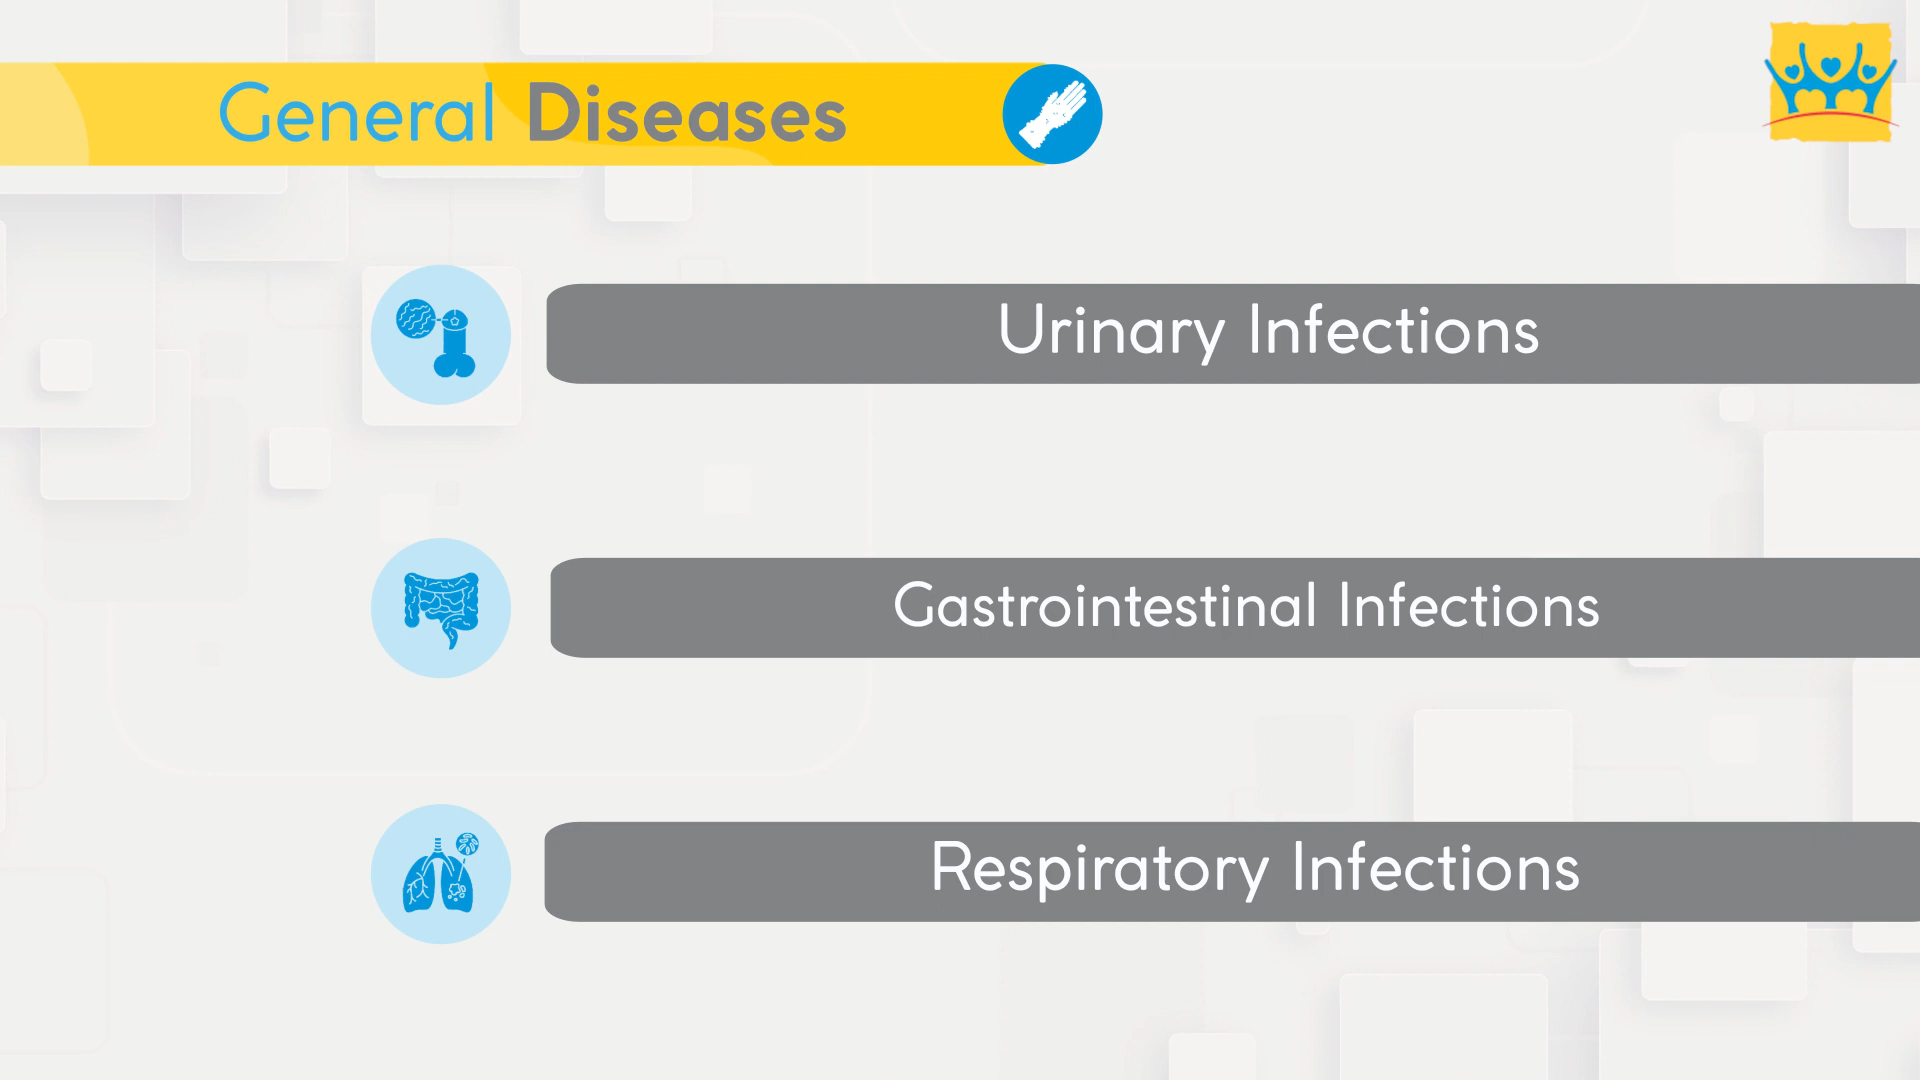 General Diseases
Urinary Infections
Gastrointestinal Infections
Respiratory Infections